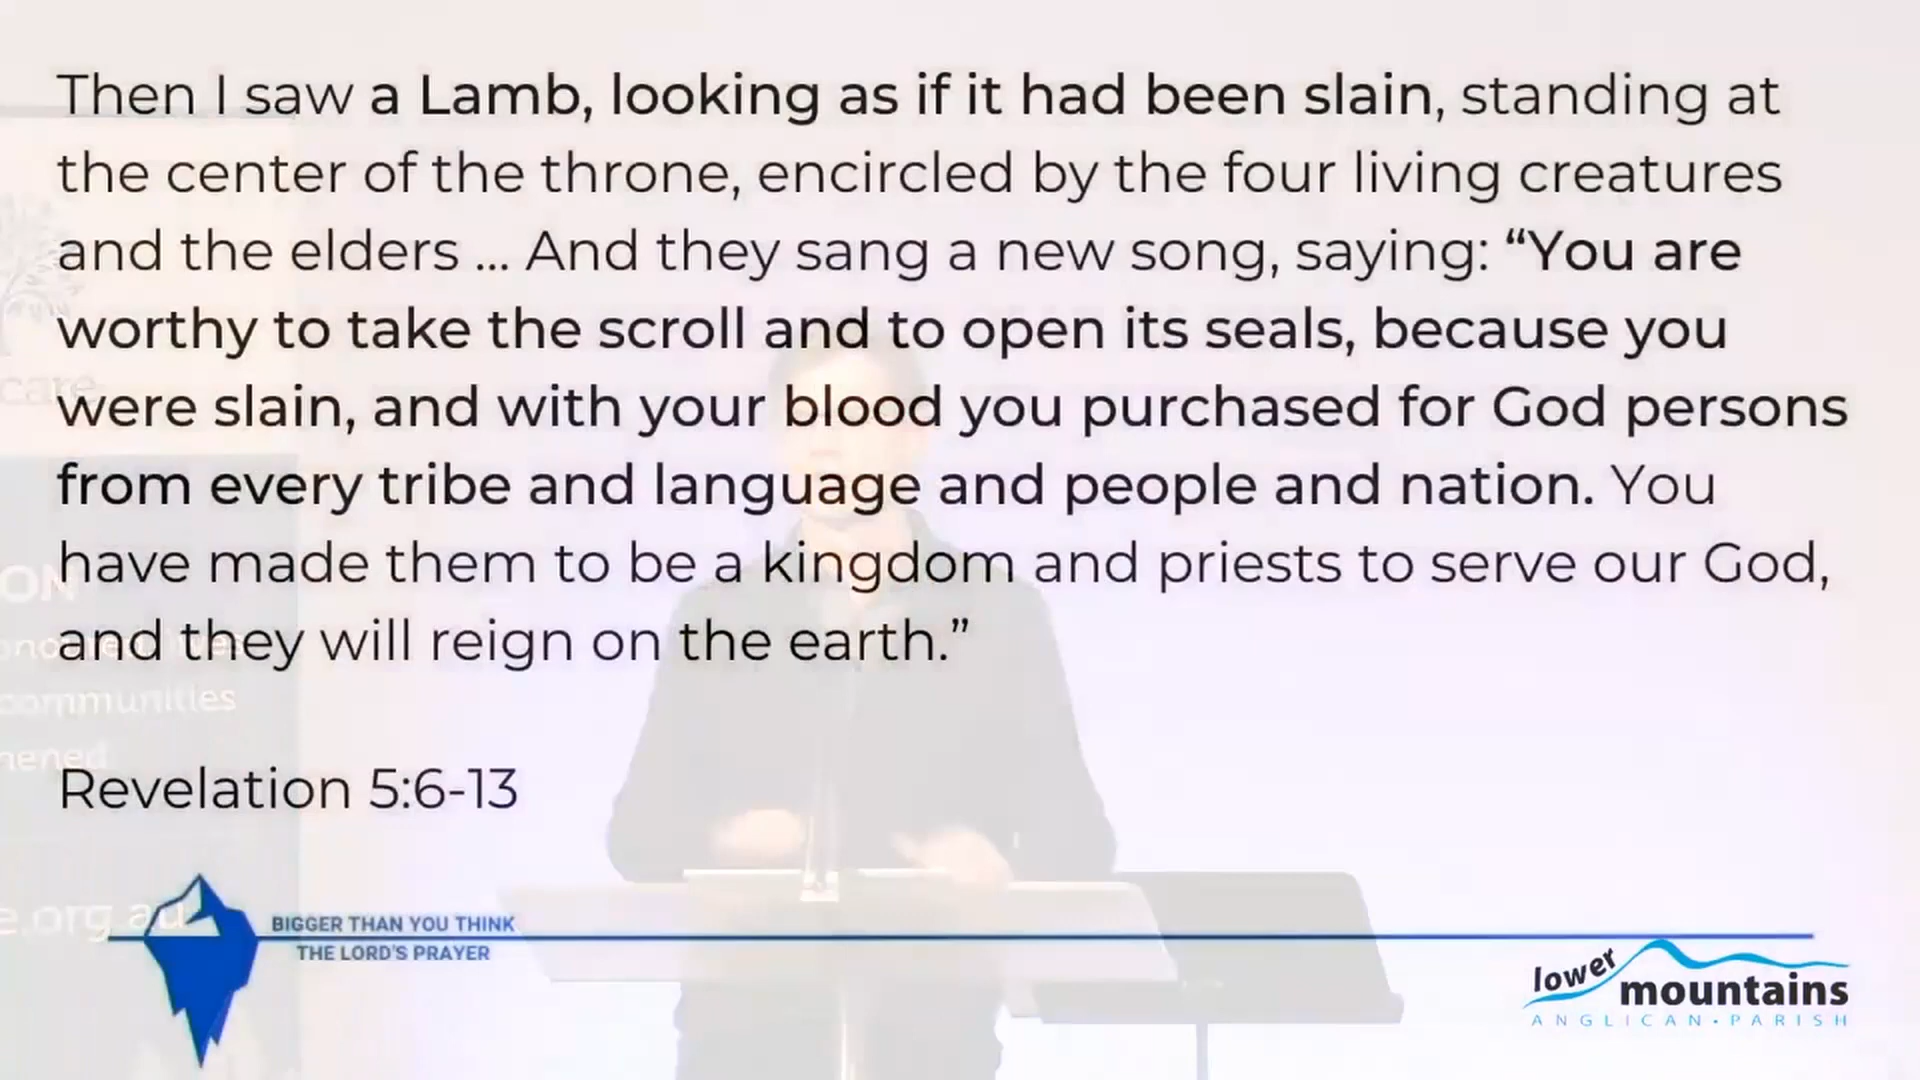 Then I saw a Lamb, looking as if it had been slain, standing at
the center of the throne, encircled by the four living creatures
and the elders ... And they sang a new song, saying: “You are
worthy to take the scroll and to open its seals, because you
were slain, and with your blood you purchased for God persons
from every tribe and language and people and nation. You
have made them to be a kingdom and priests to serve our God,
and they will reign on the earth.”
Revelation 5:6-13
BIGGER THAN YOU THINK
THE LORD'S PRAYER
lower
mountains
ANGLICAN•PARISH
care
communities